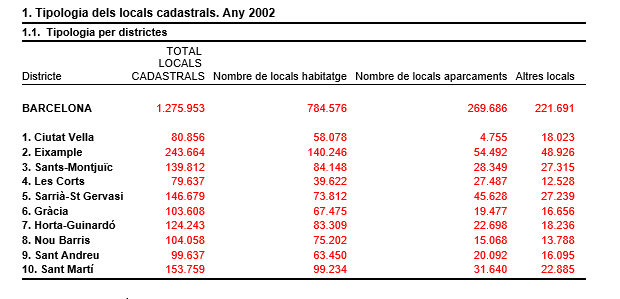 1. Tipologia dels locals cadastrals. Any 2002
1.1. Tipologia per districtes
TOTAL
LOCALS
Districte CADASTRALS Nombre de locals habitatge Nombre de locals aparcaments Altres locals
BARCELONA 1.275.953 784.576 269.686 221.691
1. Ciutat Vella 80.856 58.078 4.755 18.023
2. Eixample 243.664 140.246 54.492 48.926
3. Sants-Montjuïc 139.812 84.148 28.349 27.315
4. Les Corts 79.637 39.622 27.487 12.528
5. Sarrià-St Gervasi 146.679 73.812 45.628 27.239
6. Gràcia 103.608 67.475 19.477 16.656
7. Horta-Guinardó 124.243 83.309 22.698 18.236
8. Nou Barris 104.058 75.202 15.068 13.788
9. Sant Andreu 99.637 63.450 20.092 16.095
10. Sant Martí 153.759 99.234 31.640 22.885